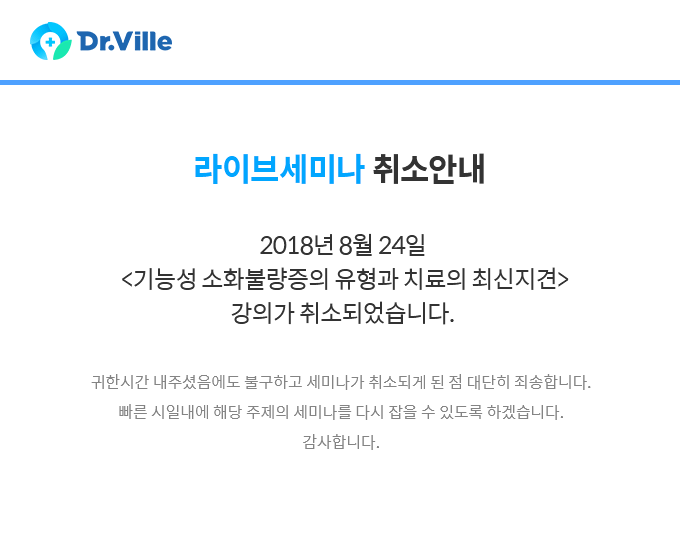 Dr.Ville
라이브세미나 취소안내
2018년 8월 24일
<기능성 소화불량증의 유형과 치료의 최신지견>
강의가 취소되었습니다.
귀한시간 내주셨음에도 불구하고 세미나가 취소되게 된 점 대단히 죄송합니다.
빠른 시일내에 해당 주제의 세미나를 다시 잡을 수 있도록 하겠습니다.
감사합니다.